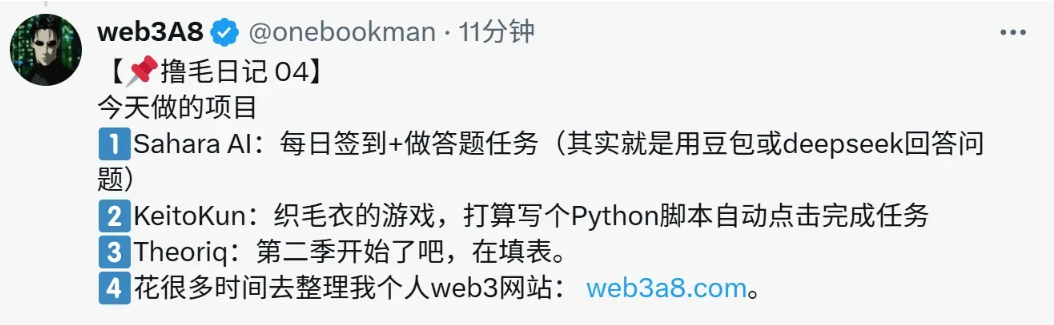 web3A8 @onebookman · 11分钟
【📌撸毛日记 04】
今天做的项目
1️⃣Sahara AI：每日签到+做答题任务（其实就是用豆包或deepseek回答问
题）
2️⃣KeitoKun：织毛衣的游戏，打算写个Python脚本自动点击完成任务
3️⃣Theoriq：第二季开始了吧，在填表。
4️⃣花很多时间去整理我个人web3网站： web3a8.com。